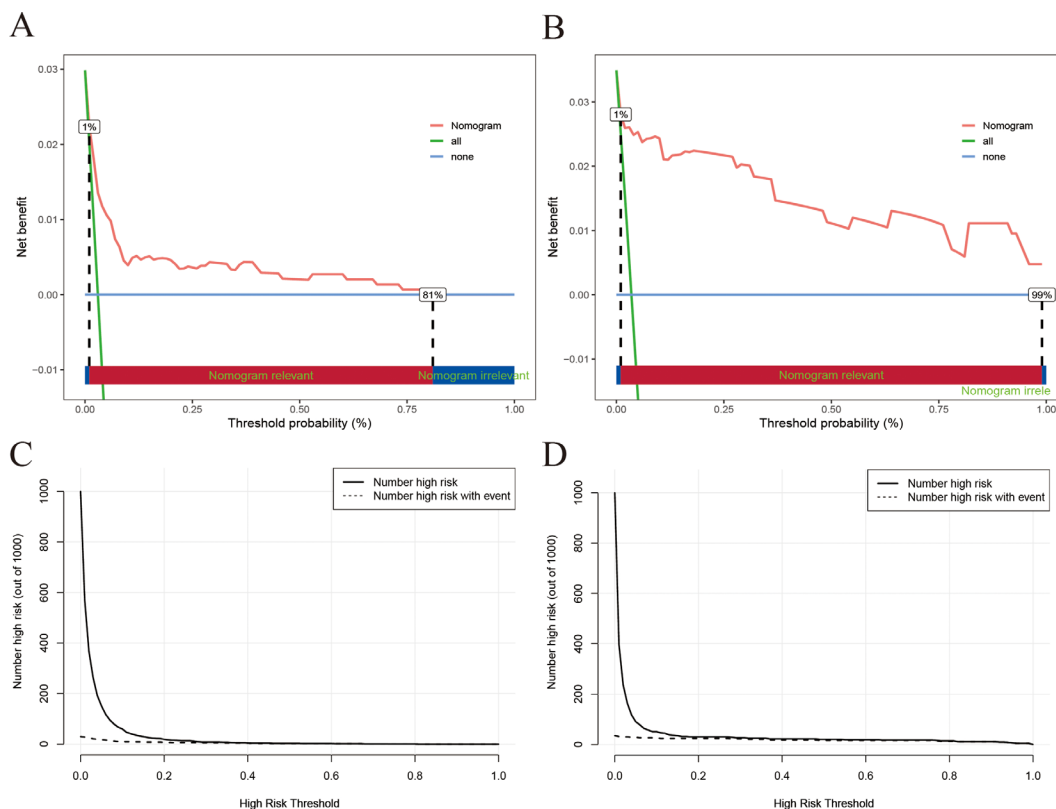 A
0.03
0.02
0.01
0.00
−0.01
Net benefit
1%
Nomogram
all
none
81%
Nomogram relevant
Nomogram irrelevant
0.00
0.25
0.50
0.75
1.00
Threshold probability (%)
B
0.03
0.02
0.01
0.00
−0.01
Net benefit
1%
Nomogram
all
none
99%
Nomogram relevant
Nomogram irrele
0.00
0.25
0.50
0.75
1.00
Threshold probability (%)
C
Number high risk
Number high risk with event
Number high risk (out of 1000)
1000
800
600
400
200
0
0.0
0.2
0.4
0.6
0.8
1.0
High Risk Threshold
D
Number high risk
Number high risk with event
Number high risk (out of 1000)
1000
800
600
400
200
0
0.0
0.2
0.4
0.6
0.8
1.0
High Risk Threshold